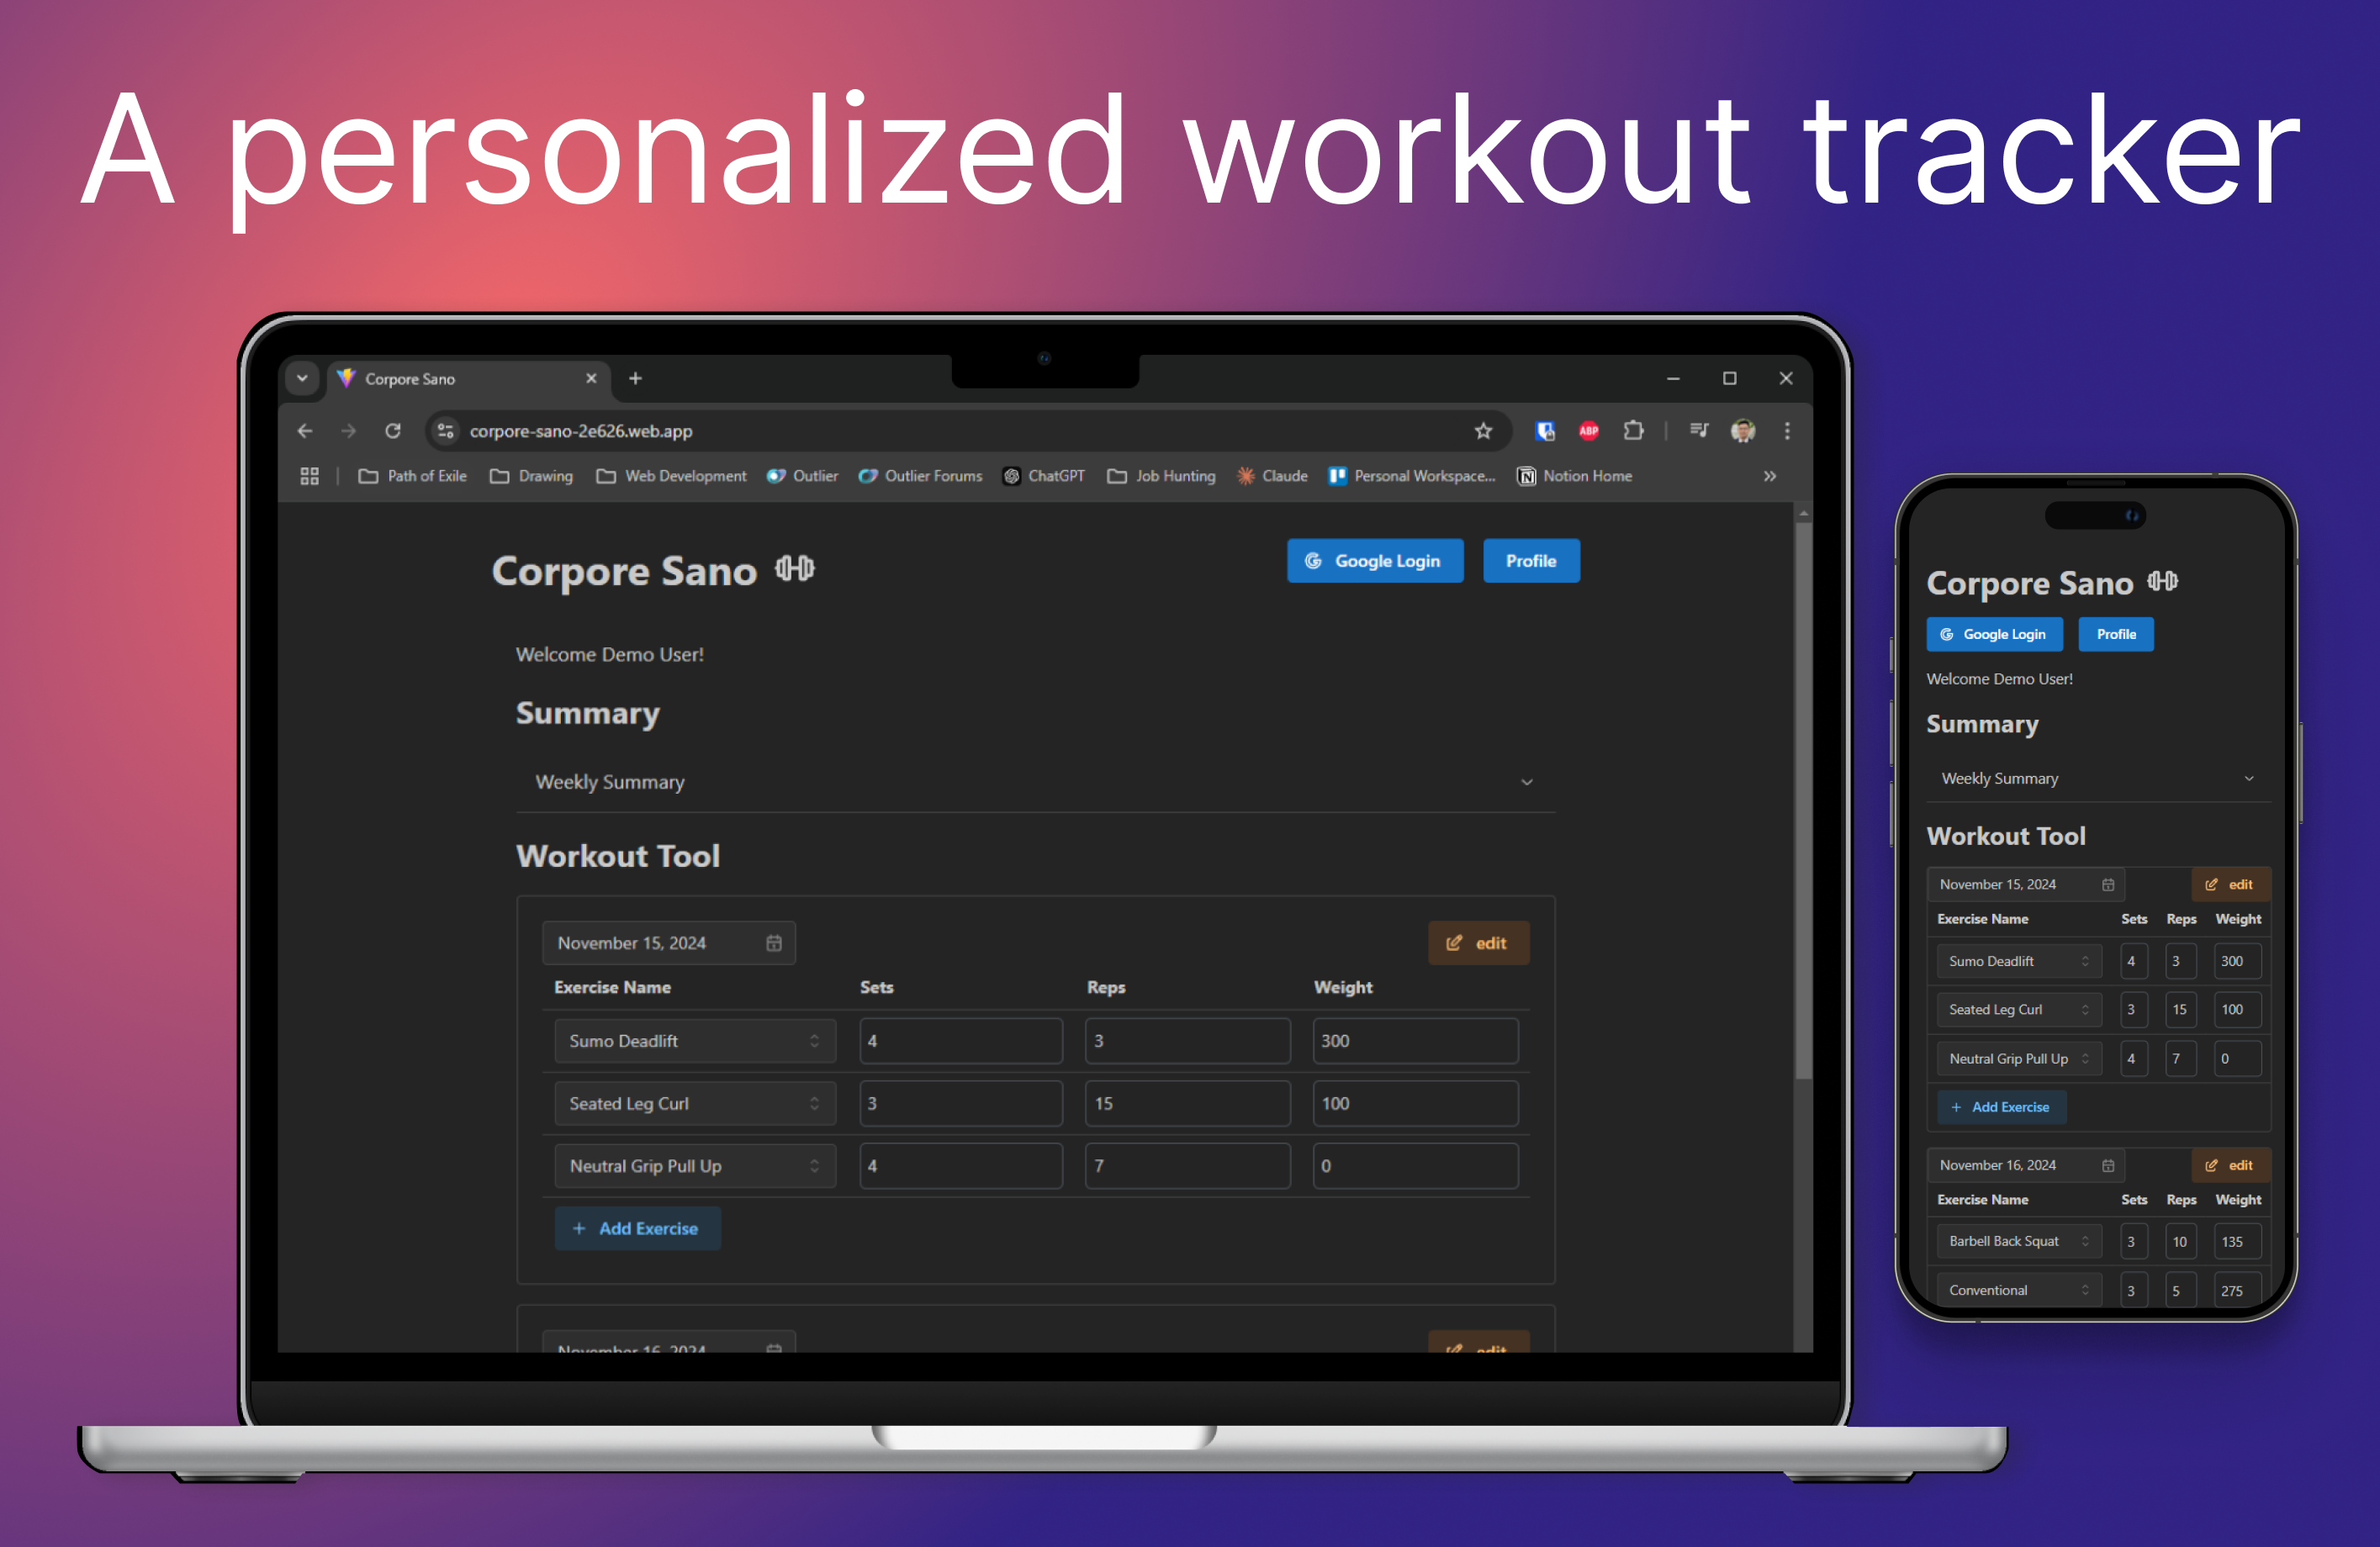 A personalized workout tracker
Corpore Sano
corpore-sano-2e626.web.app
ABP
Path of Exile Drawing Web Development Outlier Outlier Forums ChatGPT Job Hunting Claude Personal Workspace... Notion Home
Corpore Sano
Google Login Profile
Welcome Demo User!
Summary
Weekly Summary
Workout Tool
November 15, 2024 edit
Exercise Name Sets Reps Weight
Sumo Deadlift 4 3 300
Seated Leg Curl 3 15 100
Neutral Grip Pull Up 4 7 0
+ Add Exercise
November 16, 2024 edit
Corpore Sano
Google Login Profile
Welcome Demo User!
Summary
Weekly Summary
Workout Tool
November 15, 2024 edit
Exercise Name Sets Reps Weight
Sumo Deadlift 4 3 300
Seated Leg Curl 3 15 100
Neutral Grip Pull Up 4 7 0
+ Add Exercise
November 16, 2024 edit
Exercise Name Sets Reps Weight
Barbell Back Squat 3 10 135
Conventional 3 5 275